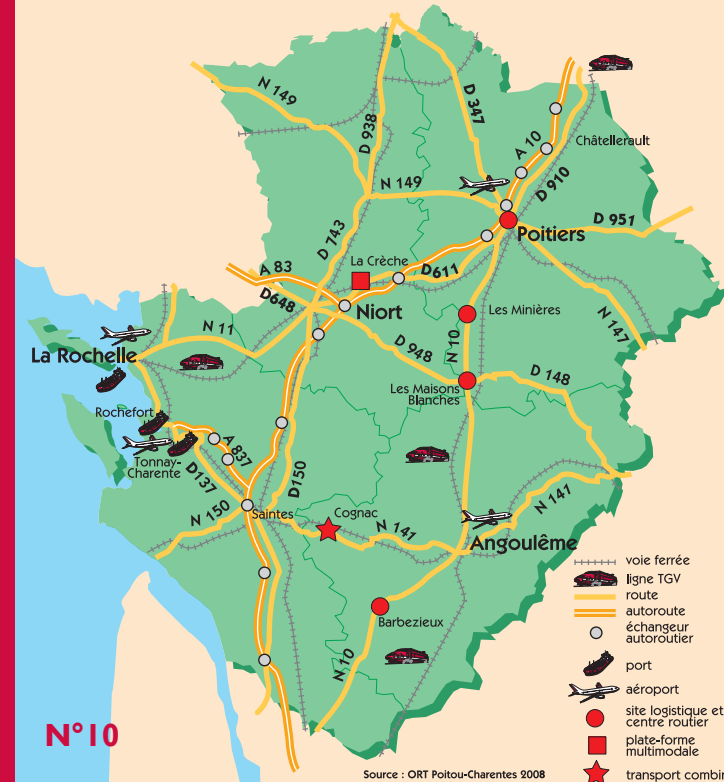 N 149
D 938
D 347
A 10
Châtellerault
D 910
N 149
D 951
Poitiers
D 743
La Crèche
D611
A 83
D648
Niort
Les Minières
N 147
N 11
N 10
D 948
La Rochelle
Les Maisons
Blanches
D 148
Rochefort
A 837
Tonnay-
Charente
D137
D150
N 150
Saintes
Cognac
N 141
N 141
Angoulême
Barbezieux
N 10
voie ferrée
ligne TGV
route
autoroute
échangeur
autoroutier
port
aéroport
site logistique et
centre routier
plate-forme
multimodale
transport combin
N°10
Source : ORT Poitou-Charentes 2008